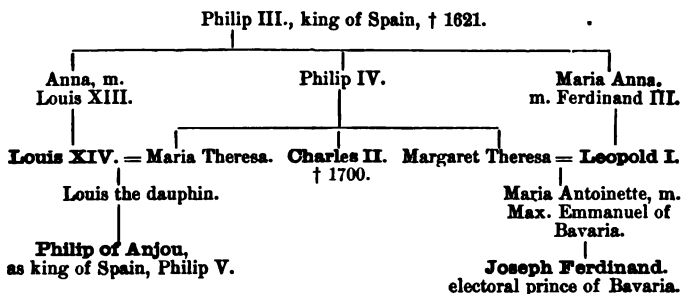 Philip III., king of Spain, † 1621.
Anna, m.
Louis XIII.
Philip IV.
Maria Anna.
m. Ferdinand III.
Louis XIV. = Maria Theresa. Charles II. Margaret Theresa = Leopold I.
† 1700.
Louis the dauphin.
Maria Antoinette, m.
Max. Emmanuel of
Bavaria.
Philip of Anjou,
as king of Spain, Philip V.
Joseph Ferdinand.
electoral prince of Bavaria.